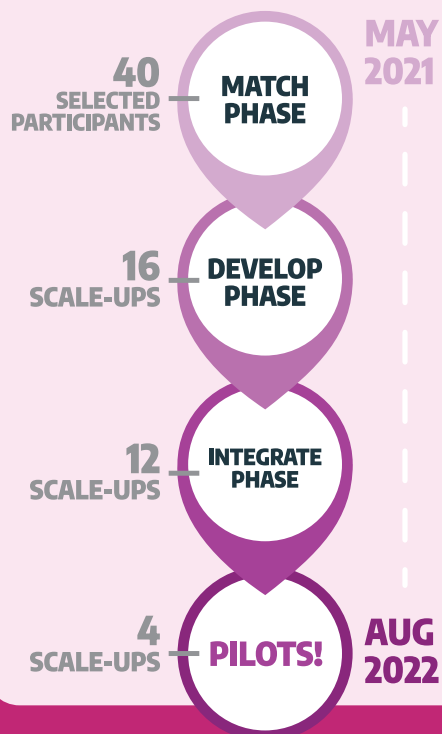 MAY
2021
40
SELECTED
PARTICIPANTS
MATCH
PHASE
16
SCALE-UPS
DEVELOP
PHASE
12
SCALE-UPS
INTEGRATE
PHASE
4
SCALE-UPS
PILOTS!
AUG
2022